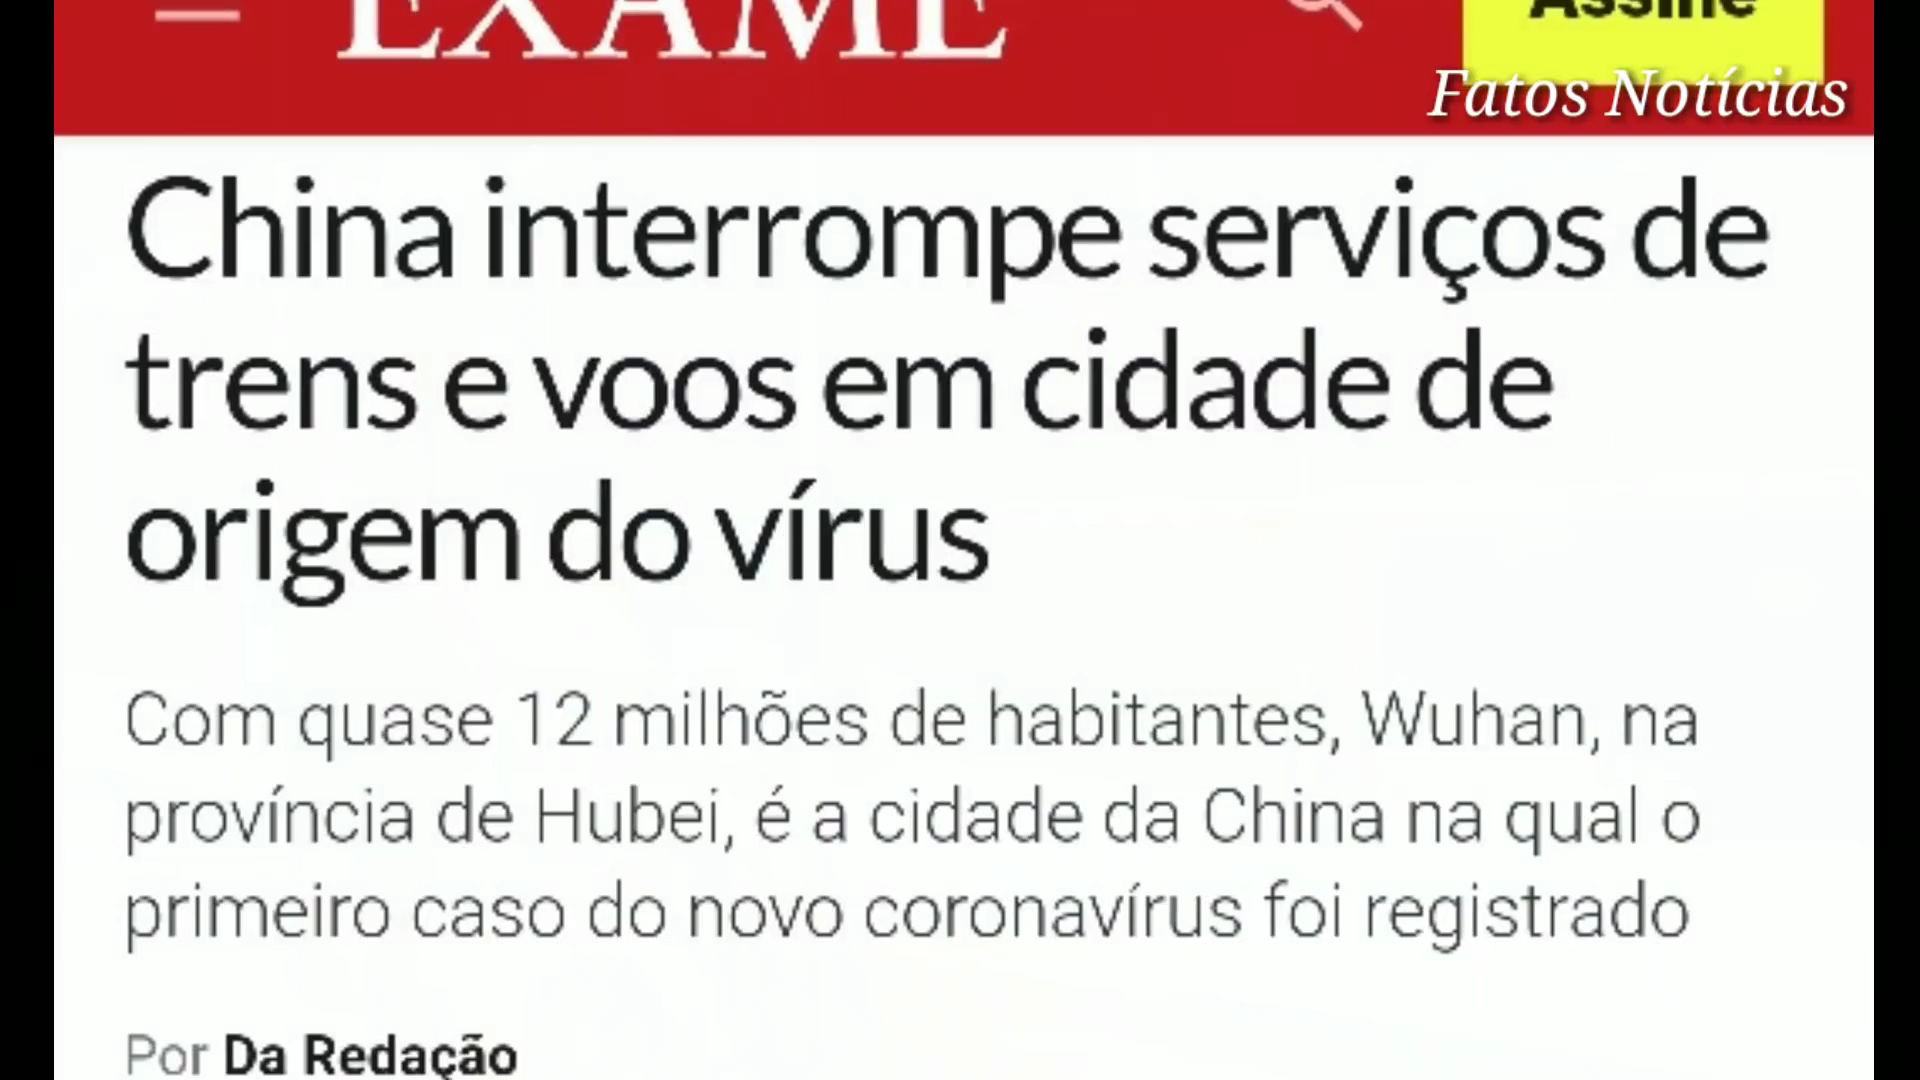 EXAME
Assine
Fatos Notícias
China interrompe serviços de
trens e voos em cidade de
origem do vírus
Com quase 12 milhões de habitantes, Wuhan, na
província de Hubei, é a cidade da China na qual o
primeiro caso do novo coronavírus foi registrado
Por Da Redação